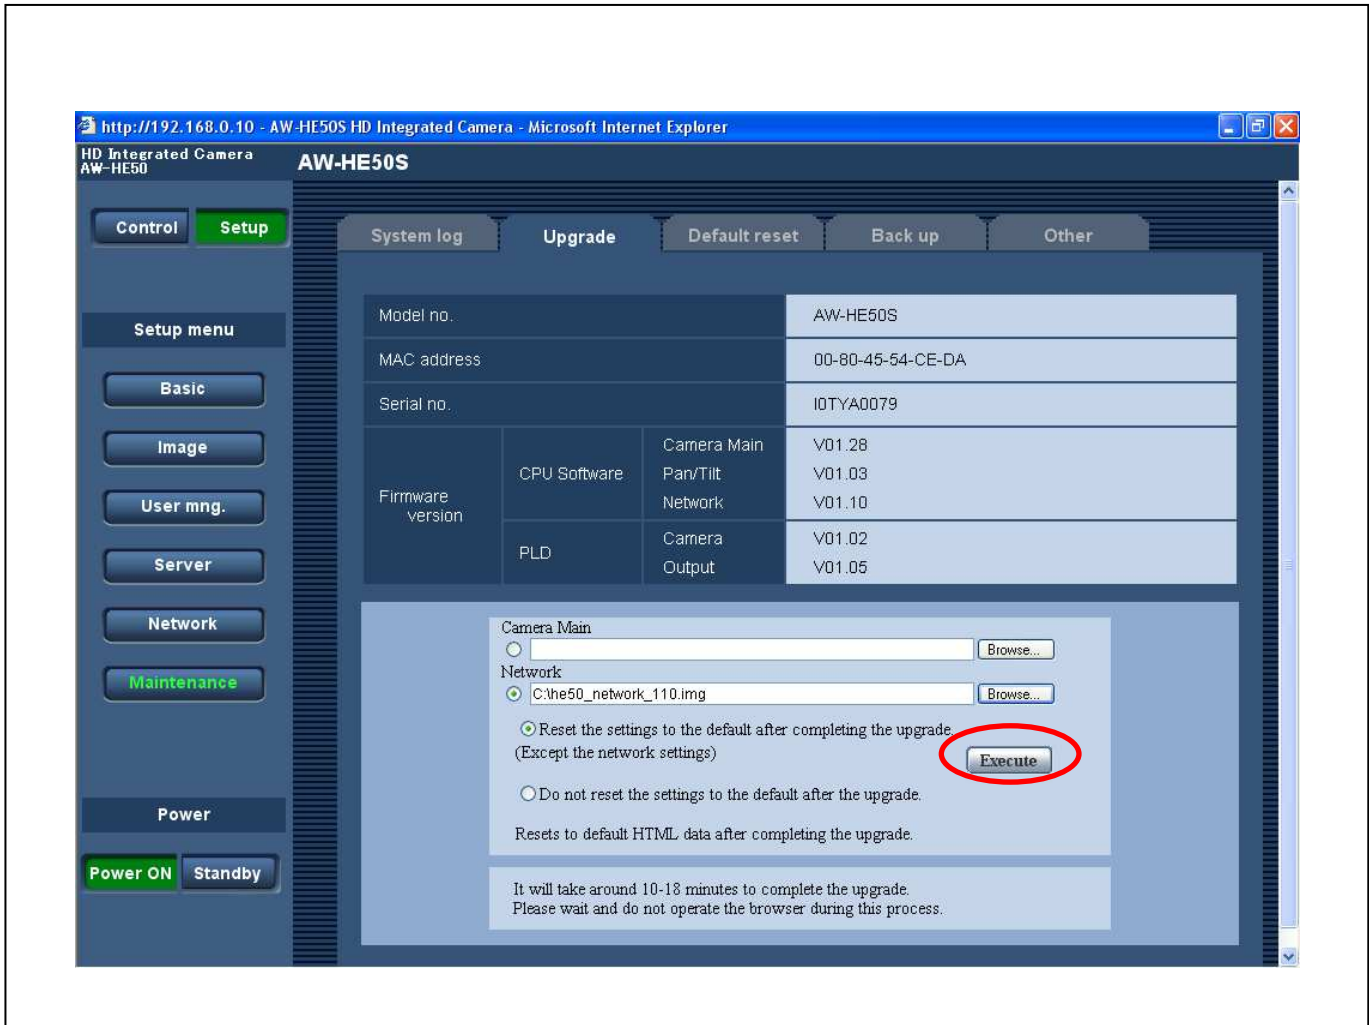 http://192.168.0.10 - AW-HE50S HD Integrated Camera - Microsoft Internet Explorer
HD Integrated Camera
AW-HE50
AW-HE50S
Control Setup
System log Upgrade Default reset Back up Other
Setup menu
Basic
Image
User mng.
Server
Network
Maintenance
Power
Power ON Standby
Model no. AW-HE50S
MAC address 00-80-45-54-CE-DA
Serial no. I0TYA0079
Firmware
version
CPU Software
Camera Main V01.28
Pan/Tilt V01.03
Network V01.10
PLD
Camera V01.02
Output V01.05
Camera Main
Browse...
Network
C:\he50_network_110.img Browse...
Reset the settings to the default after completing the upgrade.
(Except the network settings)
Execute
Do not reset the settings to the default after the upgrade.
Resets to default HTML data after completing the upgrade.
It will take around 10-18 minutes to complete the upgrade.
Please wait and do not operate the browser during this process.